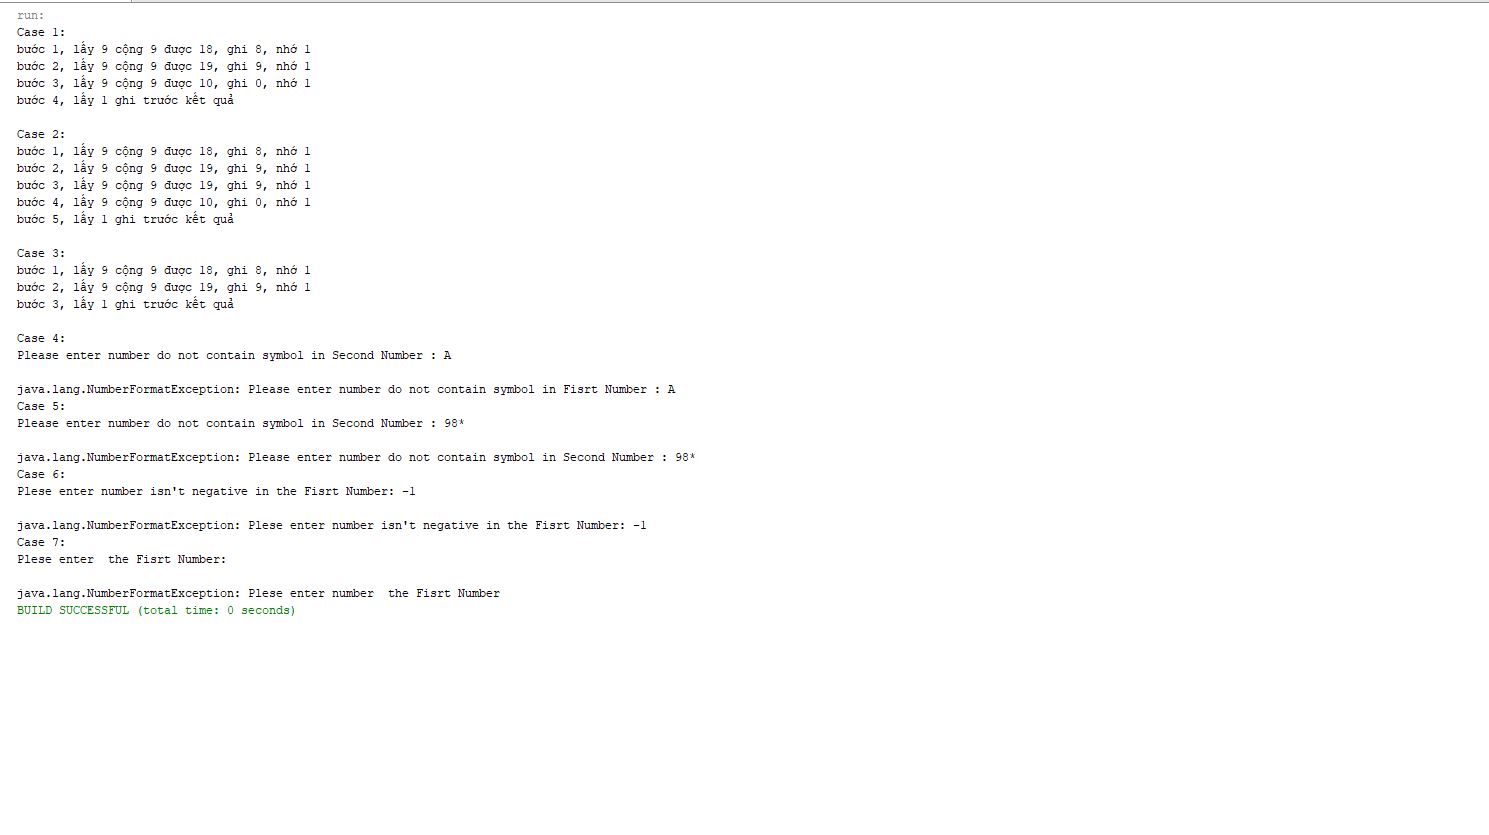 run:
Case 1:
bước 1, lấy 9 cộng 9 được 18, ghi 8, nhớ 1
bước 2, lấy 9 cộng 9 được 19, ghi 9, nhớ 1
bước 3, lấy 9 cộng 9 được 10, ghi 0, nhớ 1
bước 4, lấy 1 ghi trước kết quả
Case 2:
bước 1, lấy 9 cộng 9 được 18, ghi 8, nhớ 1
bước 2, lấy 9 cộng 9 được 19, ghi 9, nhớ 1
bước 3, lấy 9 cộng 9 được 19, ghi 9, nhớ 1
bước 4, lấy 9 cộng 9 được 10, ghi 0, nhớ 1
bước 5, lấy 1 ghi trước kết quả
Case 3:
bước 1, lấy 9 cộng 9 được 18, ghi 8, nhớ 1
bước 2, lấy 9 cộng 9 được 19, ghi 9, nhớ 1
bước 3, lấy 1 ghi trước kết quả
Case 4:
Please enter number do not contain symbol in Second Number : A
java.lang.NumberFormatException: Please enter number do not contain symbol in Fisrt Number : A
Case 5:
Please enter number do not contain symbol in Second Number : 98*
java.lang.NumberFormatException: Please enter number do not contain symbol in Second Number : 98*
Case 6:
Plese enter number isn't negative in the Fisrt Number: -1
java.lang.NumberFormatException: Plese enter number isn't negative in the Fisrt Number: -1
Case 7:
Plese enter  the Fisrt Number:
java.lang.NumberFormatException: Plese enter number  the Fisrt Number
BUILD SUCCESSFUL (total time: 0 seconds)